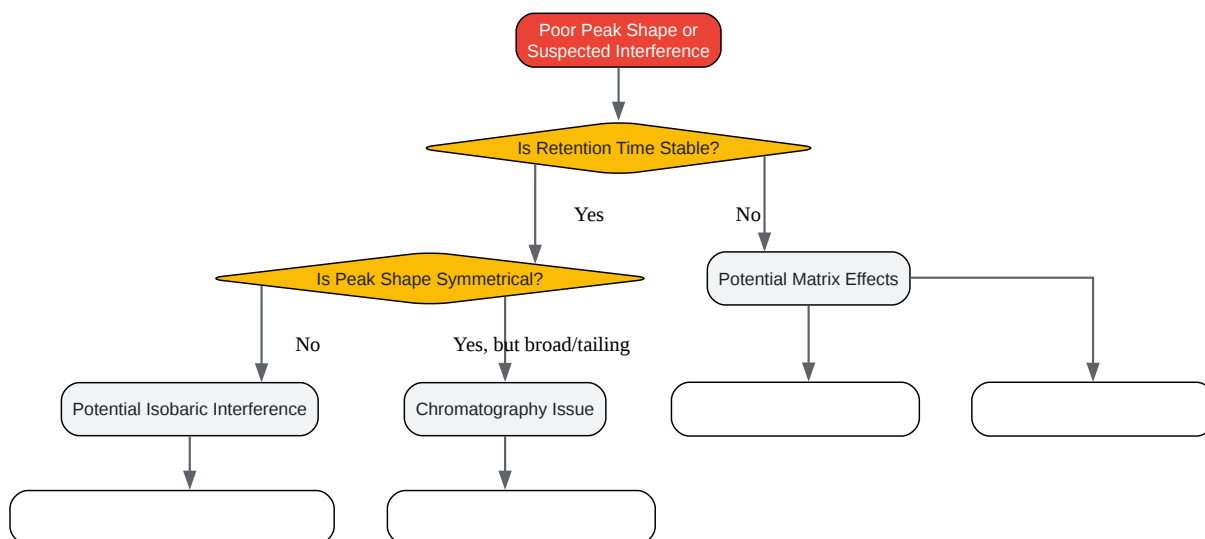 Poor Peak Shape or
Suspected Interference
Is Retention Time Stable?
Yes
No
Is Peak Shape Symmetrical?
Potential Matrix Effects
No
Yes, but broad/tailing
Potential Isobaric Interference
Chromatography Issue